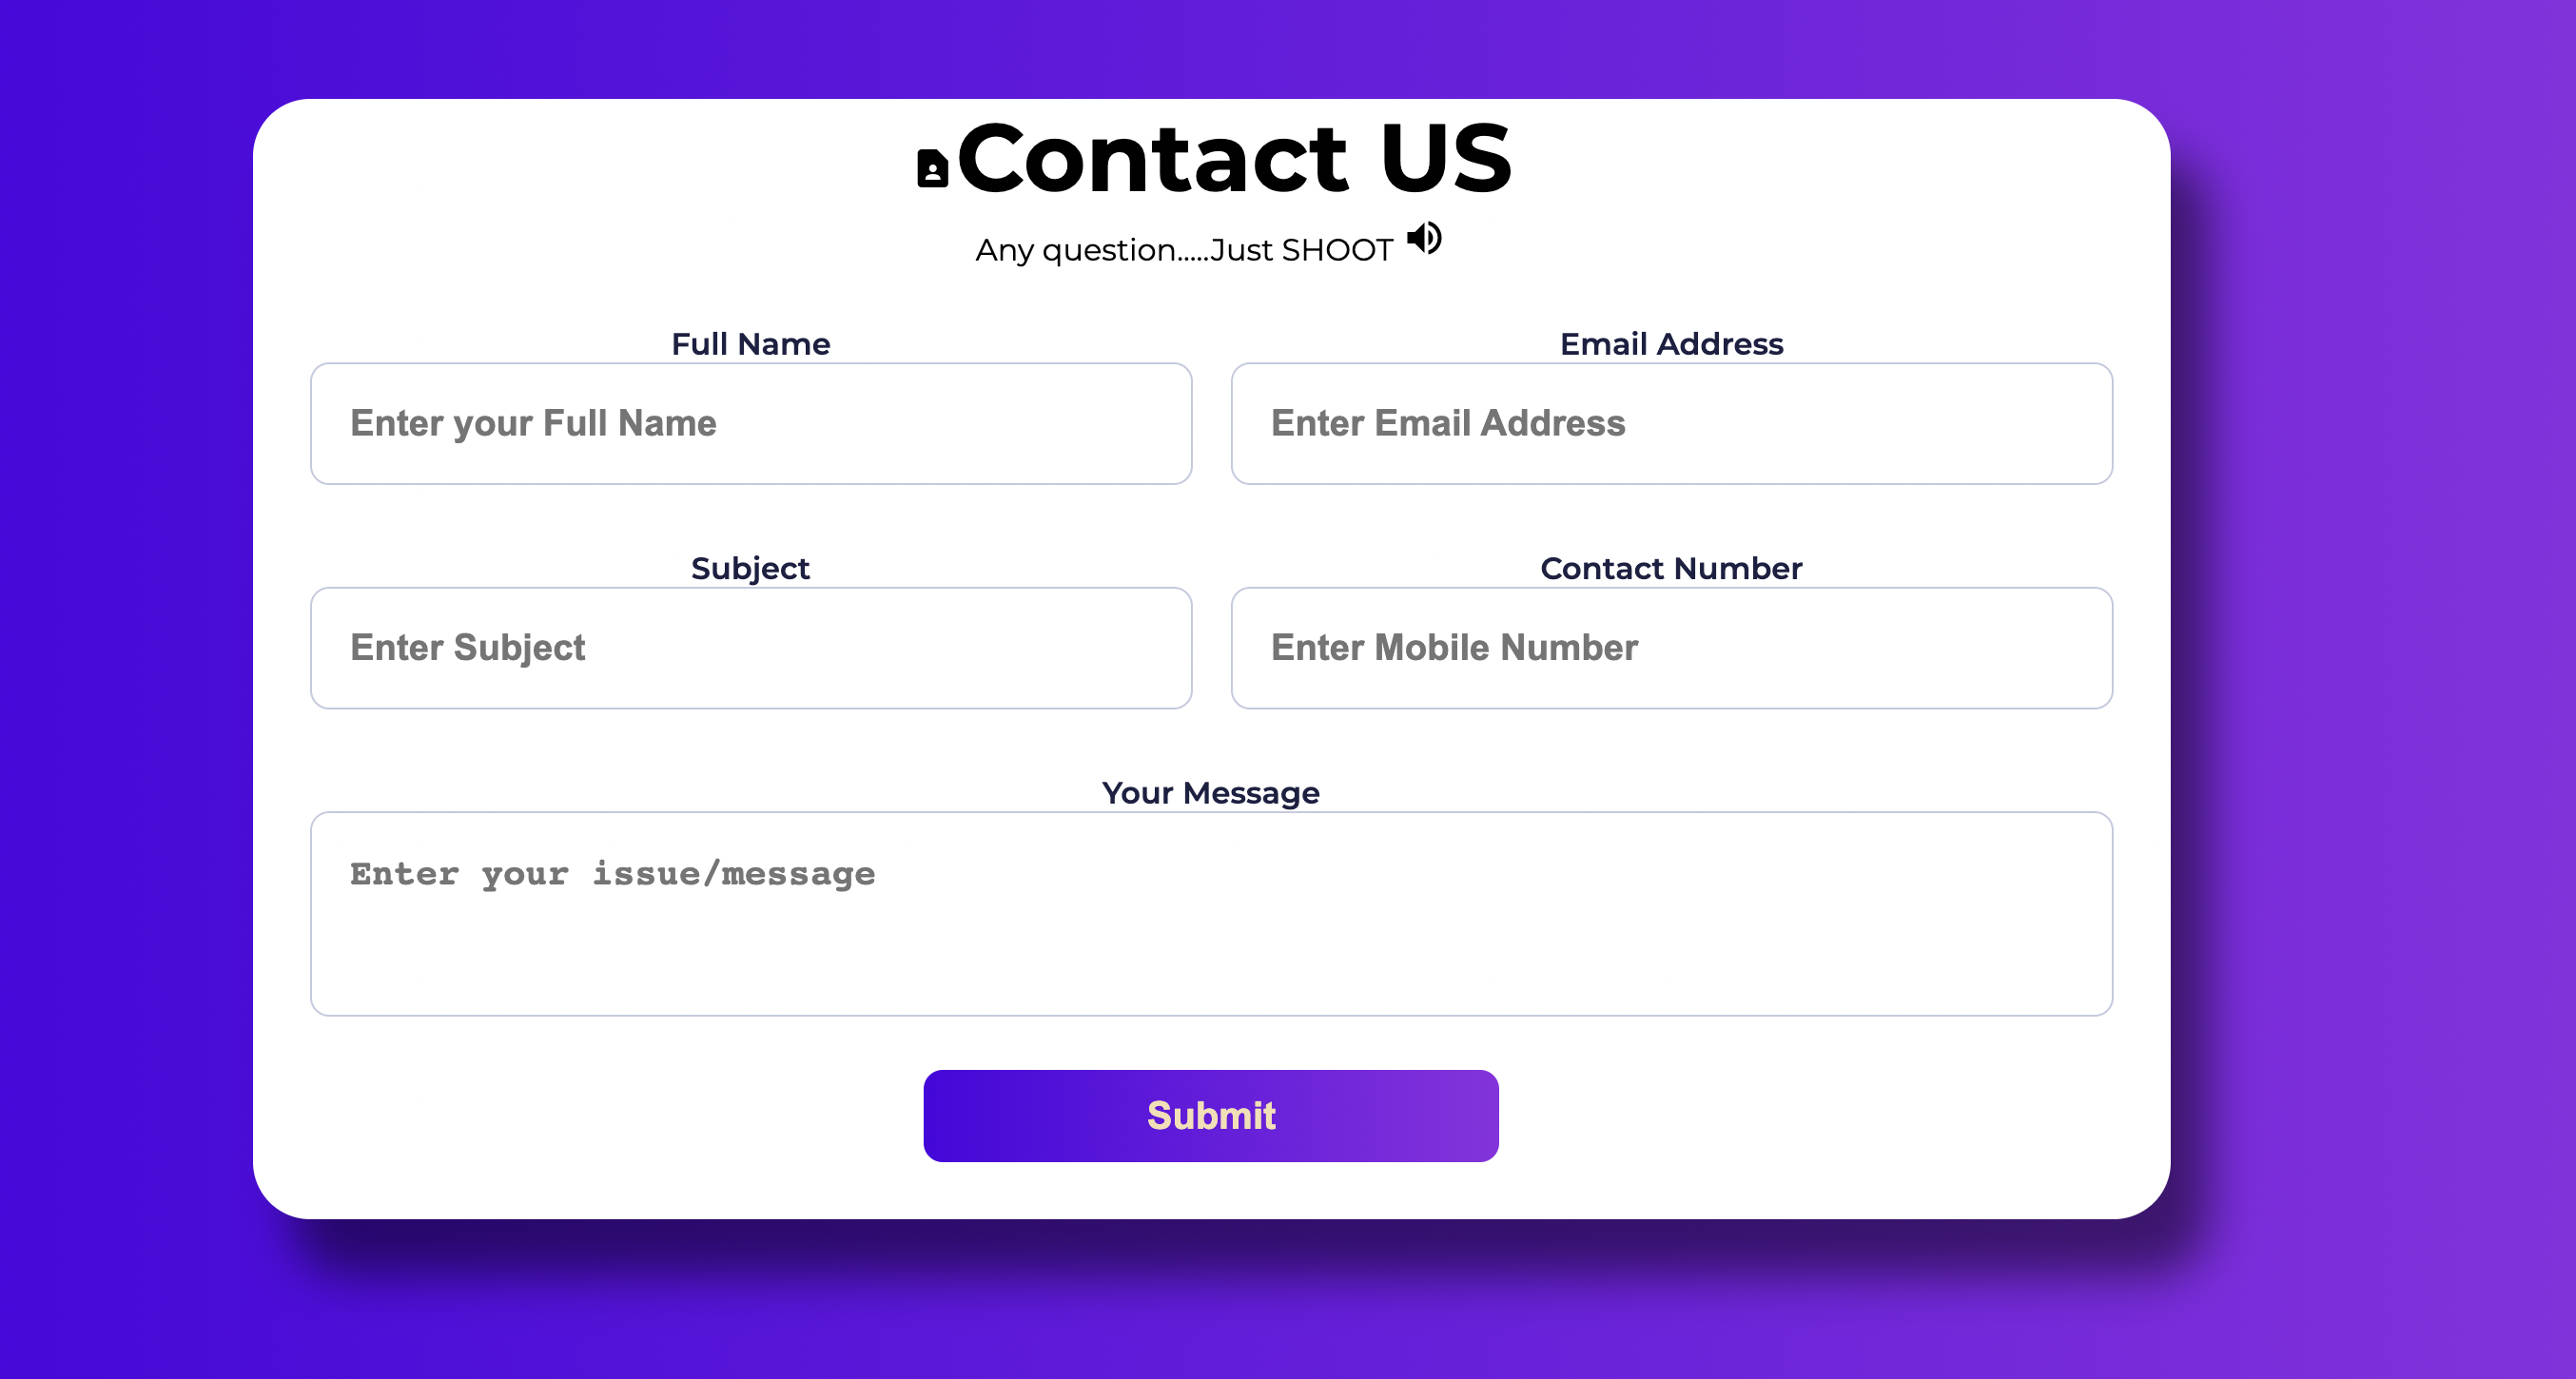 Contact US
Any question.....Just SHOOT
Full Name
Email Address
Enter your Full Name
Enter Email Address
Subject
Contact Number
Enter Subject
Enter Mobile Number
Your Message
Enter your issue/message
Submit